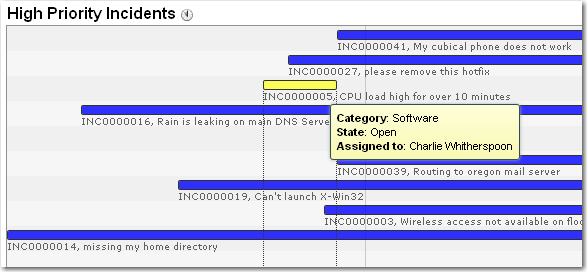 High Priority Incidents
INC0000041, My cubical phone does not work
INC0000027, please remove this hotfix
INC0000005, CPU load high for over 10 minutes
INC0000016, Rain is leaking on main DNS Serve
Category: Software
State: Open
Assigned to: Charlie Whitherspoon
INC0000039, Routing to oregon mail server
INC0000019, Can't launch X-Win32
INC0000003, Wireless access not available on floo
INC0000014, missing my home directory